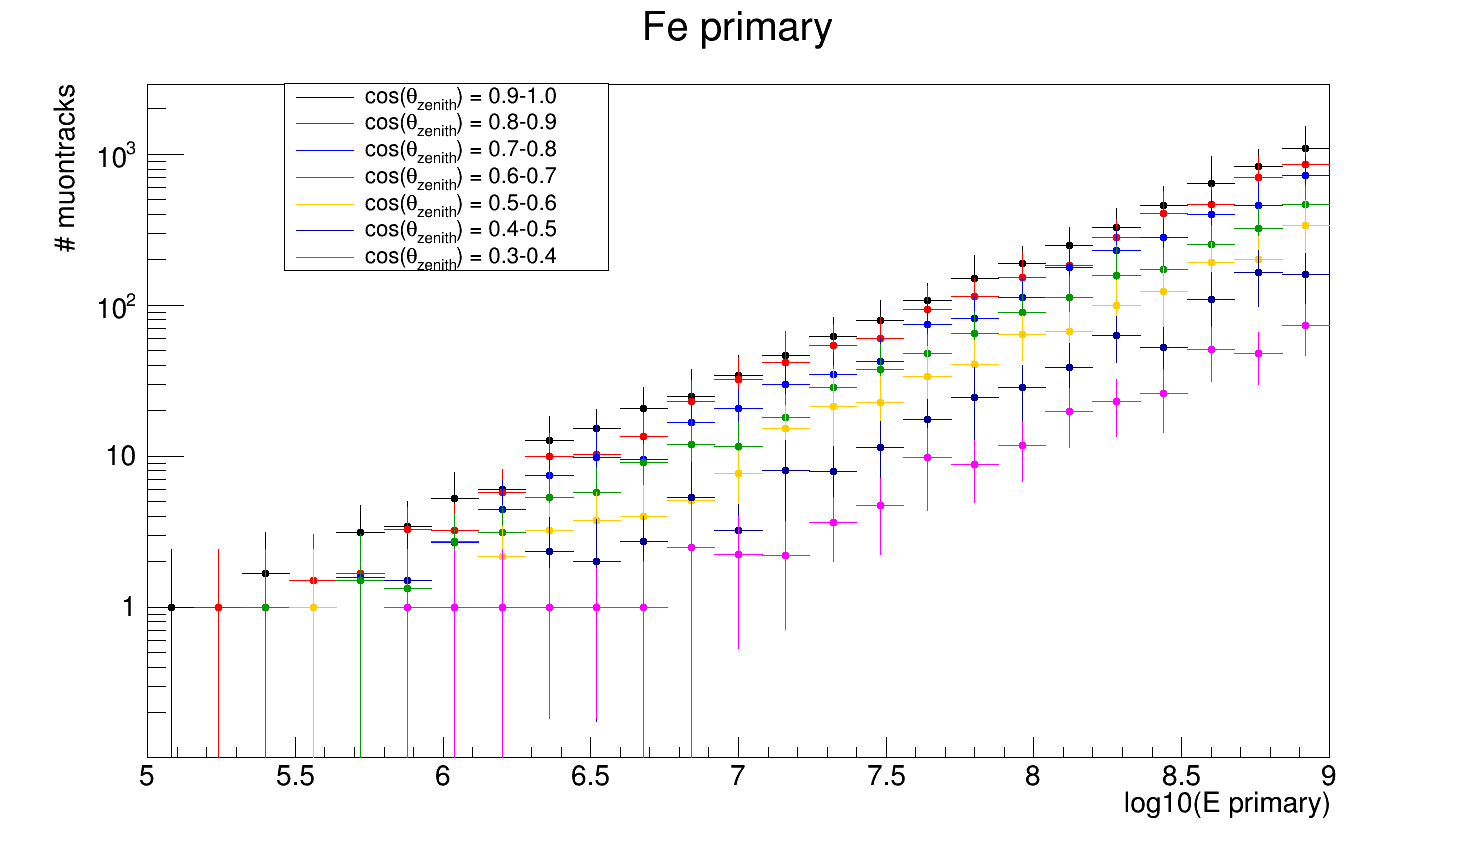 Fe primary
# muontracks
cos(θzenith) = 0.9-1.0
cos(θzenith) = 0.8-0.9
cos(θzenith) = 0.7-0.8
cos(θzenith) = 0.6-0.7
cos(θzenith) = 0.5-0.6
cos(θzenith) = 0.4-0.5
cos(θzenith) = 0.3-0.4
10³
10²
10
1
5 5.5 6 6.5 7 7.5 8 8.5 9
log10(E primary)